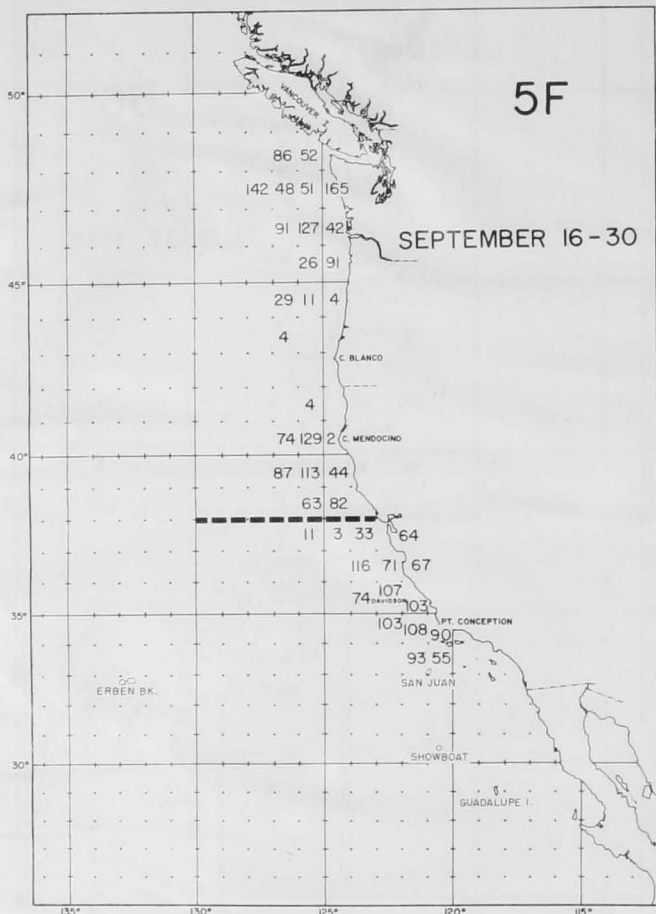 5F
50°
VANCOUVER I.
86 52
142 48 51 165
91 127 42
SEPTEMBER 16-30
26 91
45°
29 11 4
4
C. BLANCO
4
74 129 2 C. MENDOCINO
40°
87 113 44
63 82
11 3 33 64
116 71 67
107
74 DAVIDSON 103
35°
103 108 90 PT. CONCEPTION
93 55
SAN JUAN
ERBEN BK.
SHOWBOAT
30°
GUADALUPE I.
135° 130° 125° 120° 115°